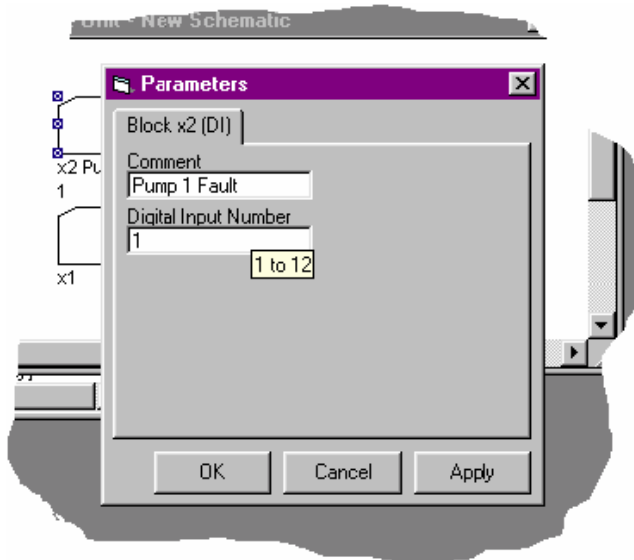 Unit - New Schematic
Parameters
Block x2 (DI)
Comment
Pump 1 Fault
Digital Input Number
1
1 to 12
x2 Pu
1
x1
OK
Cancel
Apply